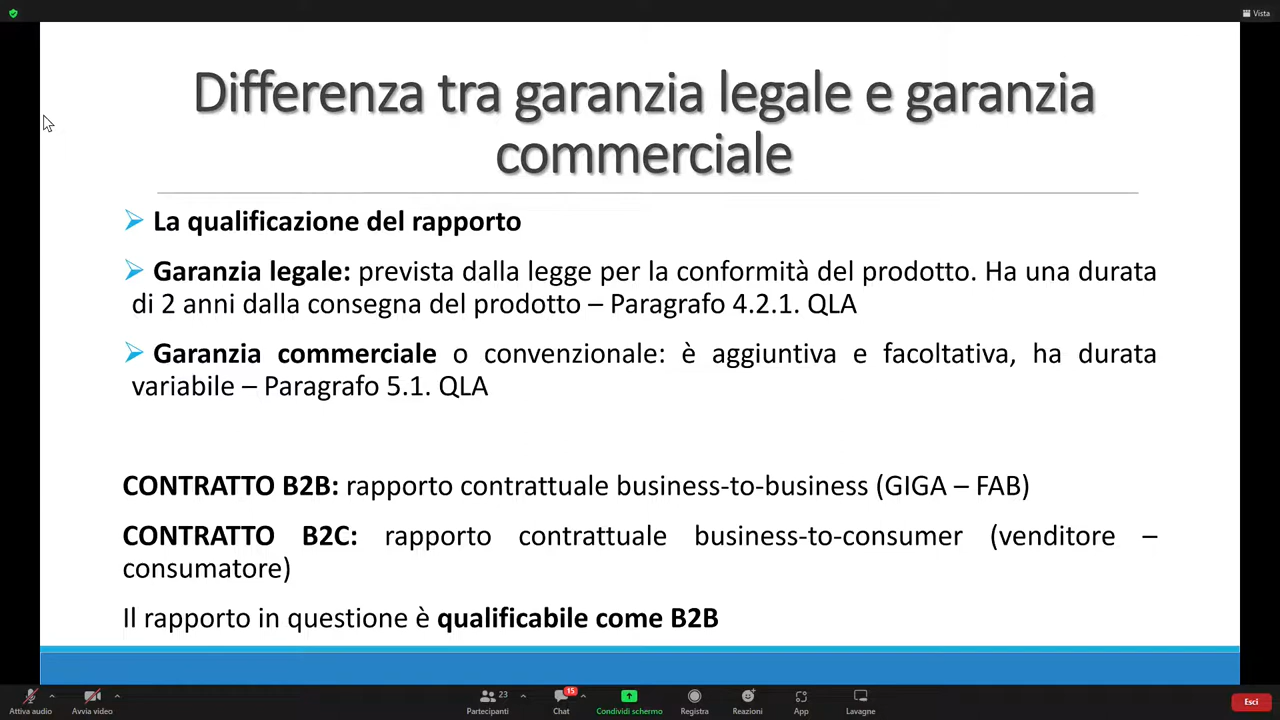 Vista
Differenza tra garanzia legale e garanzia
commerciale
La qualificazione del rapporto
Garanzia legale: prevista dalla legge per la conformità del prodotto. Ha una durata
di 2 anni dalla consegna del prodotto – Paragrafo 4.2.1. QLA
Garanzia commerciale o convenzionale: è aggiuntiva e facoltativa, ha durata
variabile – Paragrafo 5.1. QLA
CONTRATTO B2B: rapporto contrattuale business-to-business (GIGA – FAB)
CONTRATTO B2C: rapporto contrattuale business-to-consumer (venditore –
consumatore)
Il rapporto in questione è qualificabile come B2B
23
15
Attiva audio
Avvia video
Partecipanti
Chat
Condividi schermo
Registra
Reazioni
App
Lavagne
Esci